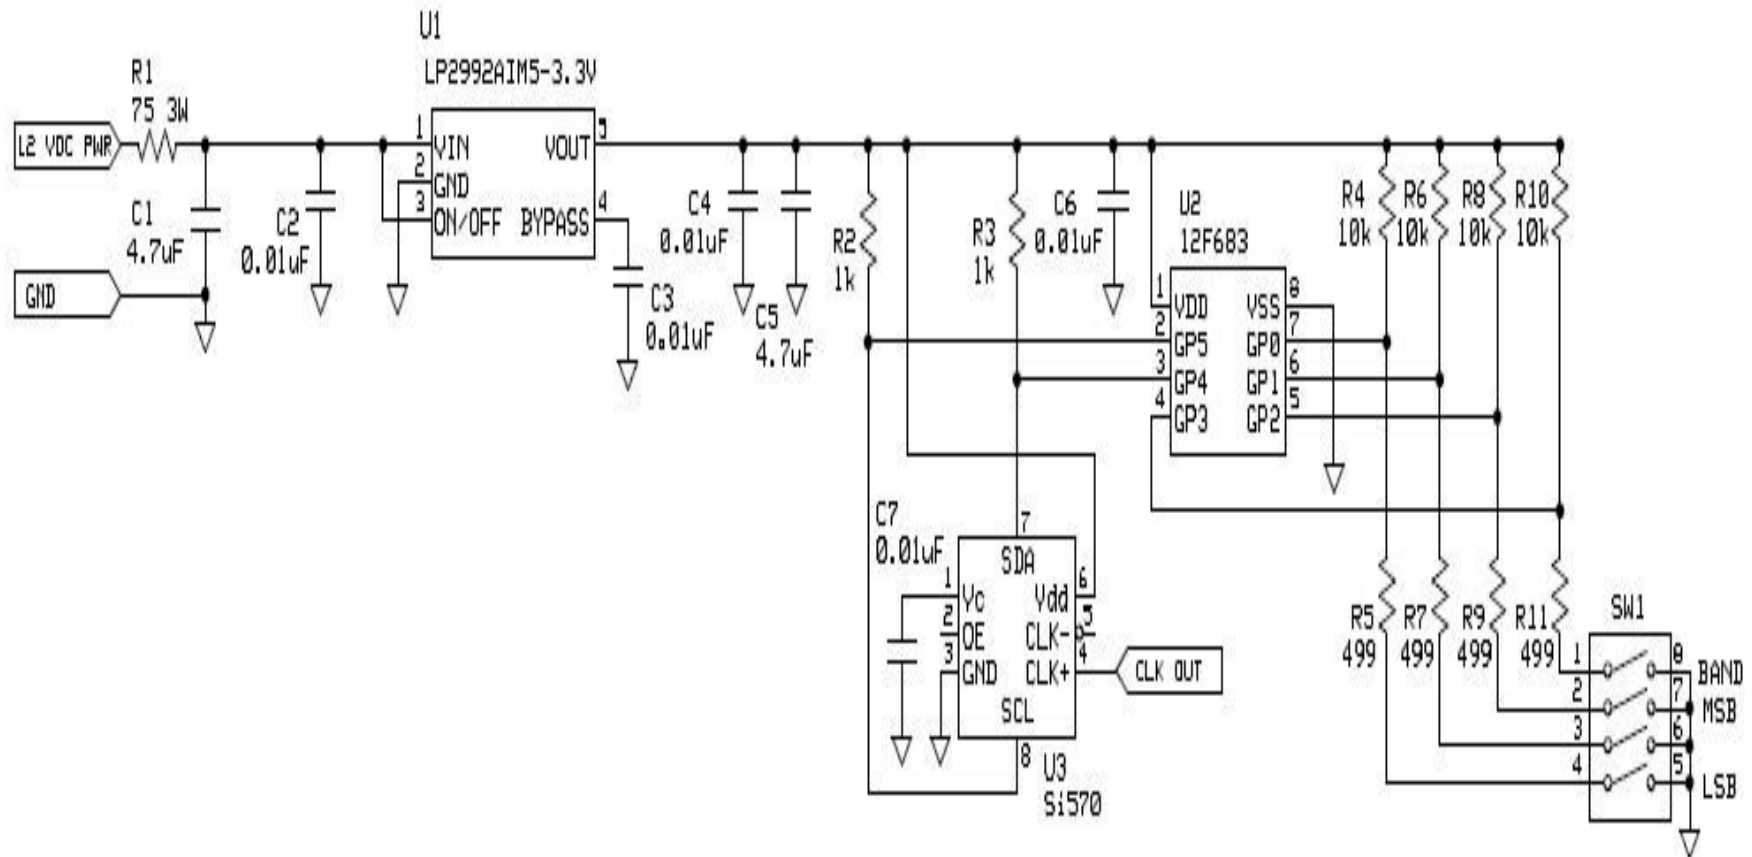 U1
LP2992AIM5-3.3V
R1
75 3W
L2 VDC PWR
1
VIN
VOUT
5
2
GND
3
ON/OFF
BYPASS
4
C1
4.7uF
C2
0.01uF
GND
C3
0.01uF
C4
0.01uF
C5
4.7uF
R2
1k
R3
1k
C6
0.01uF
U2
12F683
1
VDD
VSS
8
2
GP5
GP0
7
3
GP4
GP1
6
4
GP3
GP2
5
R4
10k
R6
10k
R8
10k
R10
10k
C7
0.01uF
7
SDA
1
Vc
Vdd
6
2
OE
CLK-
5
3
GND
CLK+
4
SCL
8
U3
Si570
CLK OUT
R5
499
R7
499
R9
499
R11
499
SW1
1
8
BAND
2
7
MSB
3
6
4
5
LSB